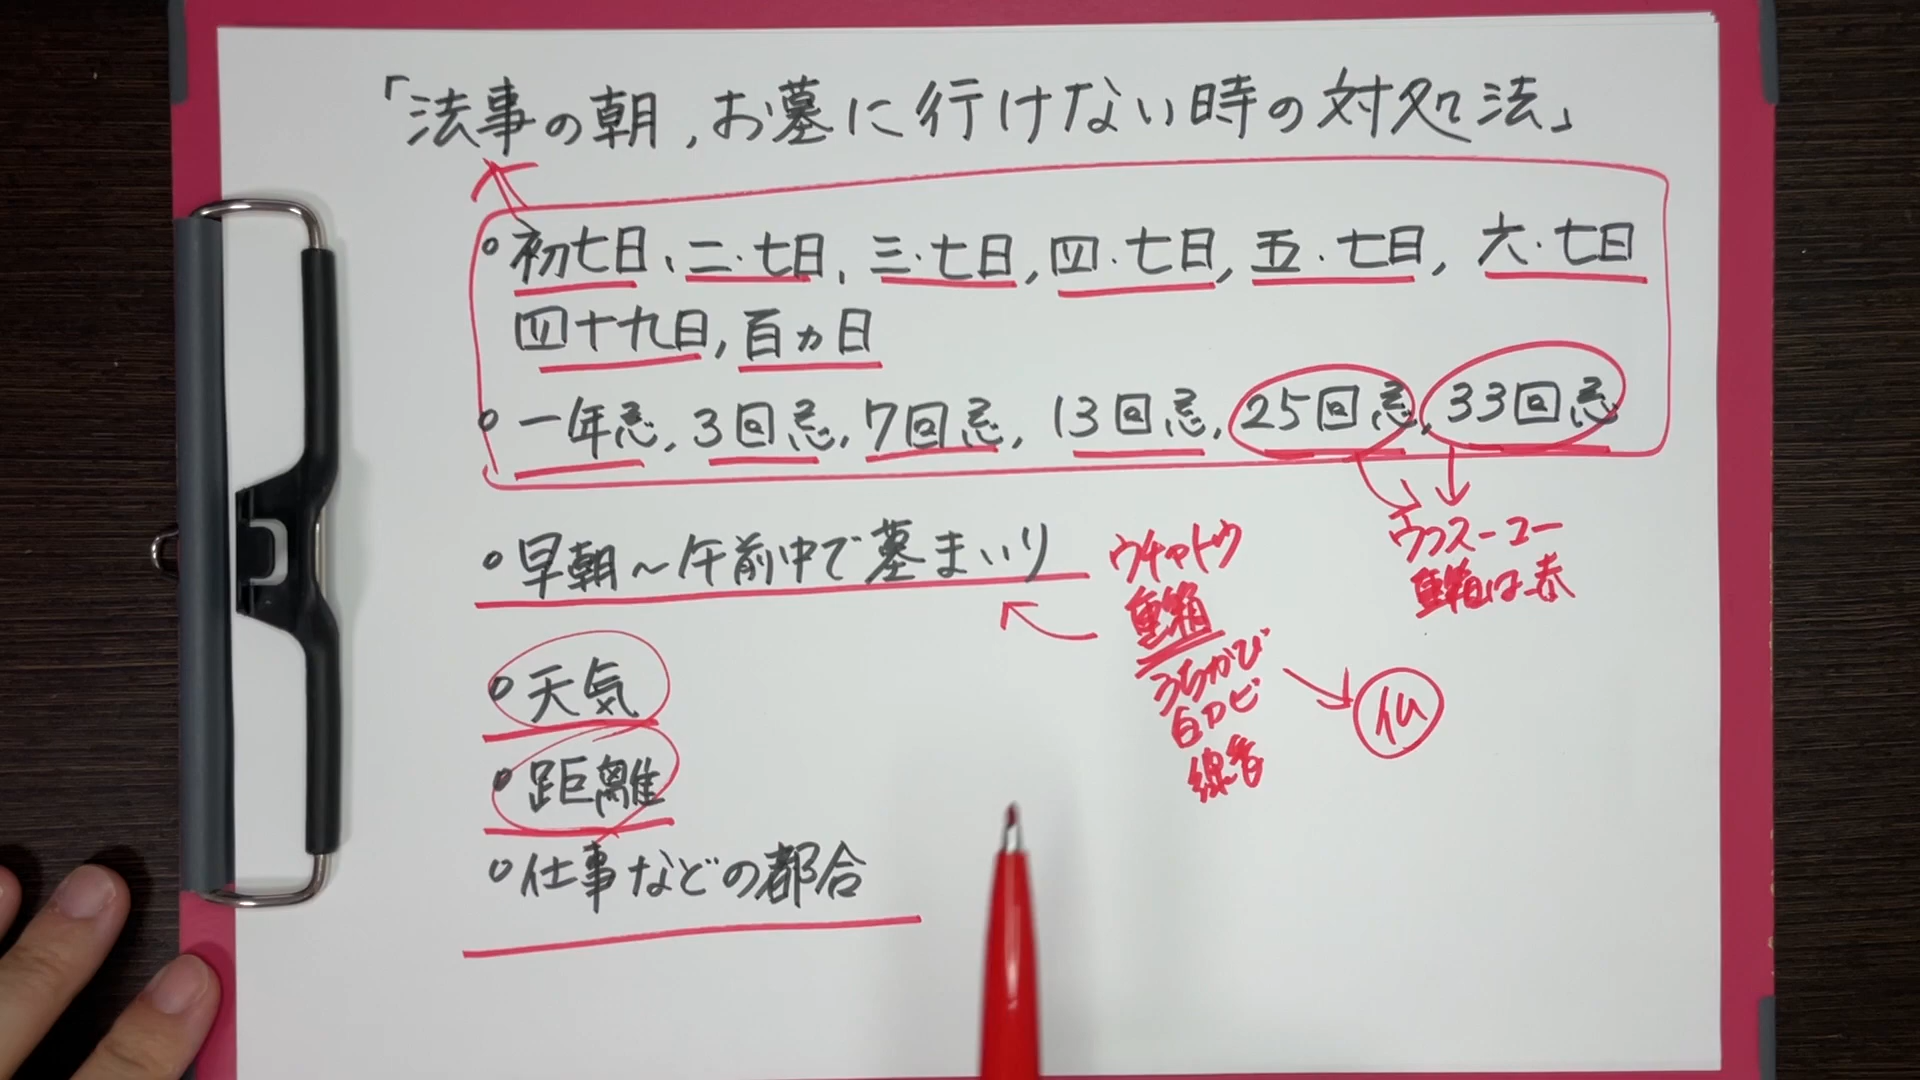 「法事の朝,お墓に行けない時の対処法」
○初七日、二・七日,三・七日,四・七日,五・七日,六・七日
四十九日,百ヵ日
○一年忌,3回忌,7回忌,13回忌,25回忌,33回忌
○早朝〜午前中で墓まいり
ウチャトウ
重箱
うちかび
白カビ
線香
仏
ウフスーコー
重箱は赤
○天気
○距離
○仕事などの都合